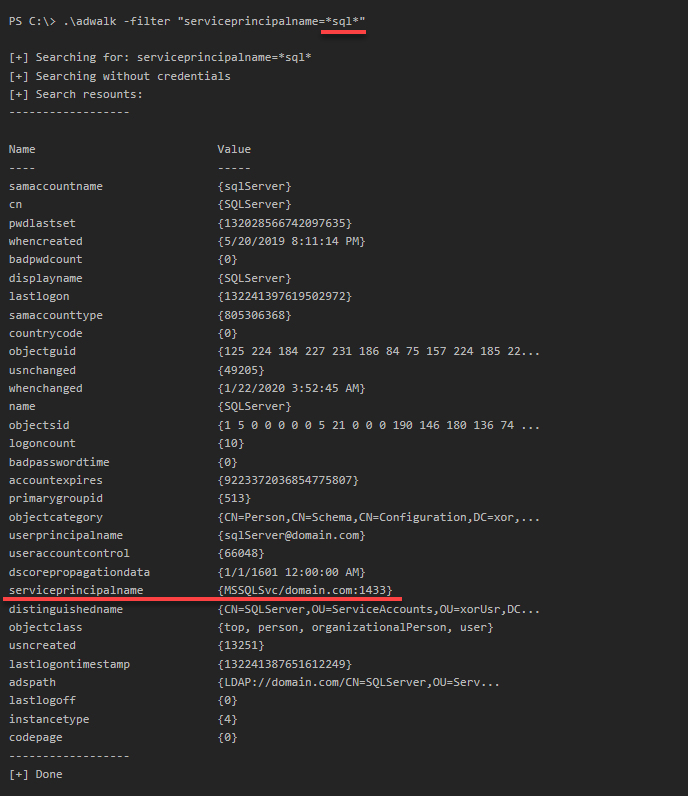 PS C:\> .\adwalk -filter "serviceprincipalname=*sql*"
[+] Searching for: serviceprincipalname=*sql*
[+] Searching without credentials
[+] Search resounts:
------------------
Name Value
---- -----
samaccountname {sqlServer}
cn {SQLServer}
pwdlastset {132028566742097635}
whencreated {5/20/2019 8:11:14 PM}
badpwdcount {0}
displayname {SQLServer}
lastlogon {132241397619502972}
samaccounttype {805306368}
countrycode {0}
objectguid {125 224 184 227 231 186 84 75 157 224 185 22...
usnchanged {49205}
whenchanged {1/22/2020 3:52:45 AM}
name {SQLServer}
objectsid {1 5 0 0 0 0 0 5 21 0 0 0 190 146 180 136 74 ...
logoncount {10}
badpasswordtime {0}
accountexpires {9223372036854775807}
primarygroupid {513}
objectcategory {CN=Person,CN=Schema,CN=Configuration,DC=xor,...
userprincipalname {sqlServer@domain.com}
useraccountcontrol {66048}
dscorepropagationdata {1/1/1601 12:00:00 AM}
serviceprincipalname {MSSQLSvc/domain.com:1433}
distinguishedname {CN=SQLServer,OU=ServiceAccounts,OU=xorUsr,DC...
objectclass {top, person, organizationalPerson, user}
usncreated {13251}
lastlogontimestamp {132241387651612249}
adspath {LDAP://domain.com/CN=SQLServer,OU=Serv...
lastlogoff {0}
instancetype {4}
codepage {0}
------------------
[+] Done